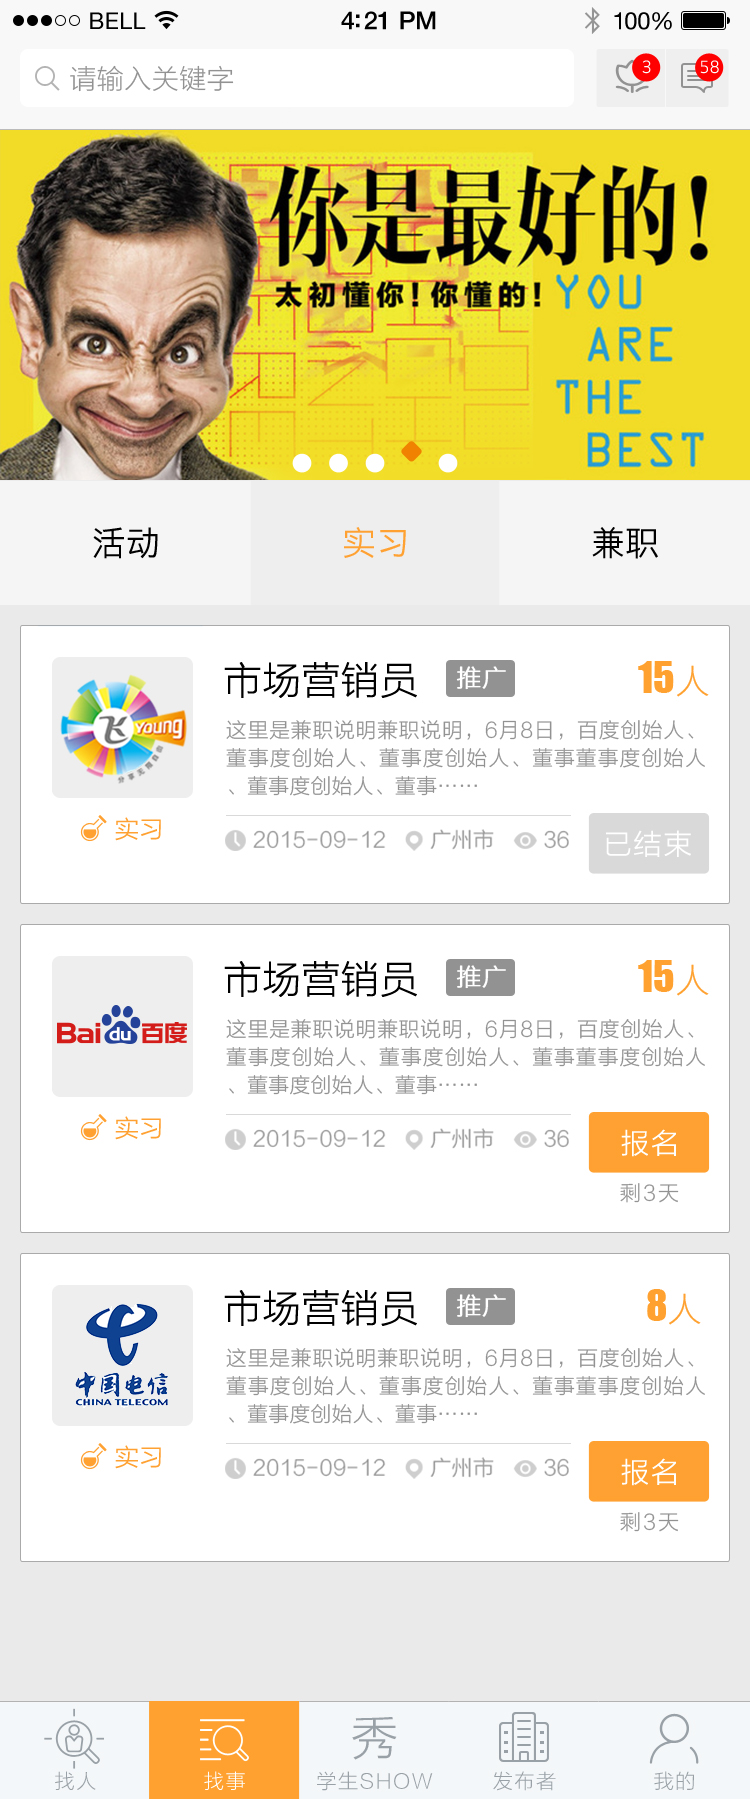 BELL 4:21 PM 100%
请输入关键字
3
58
你是最好的!
太初懂你!你懂的!
YOU
ARE
THE
BEST
活动
实习
兼职
市场营销员 推广 15人
Young
这里是兼职说明兼职说明，6月8日，百度创始人、
董事度创始人、董事度创始人、董事董事度创始人
、董事度创始人、董事……
实习
2015-09-12 广州市 36
已结束
市场营销员 推广 15人
Bai du 百度
这里是兼职说明兼职说明，6月8日，百度创始人、
董事度创始人、董事度创始人、董事董事度创始人
、董事度创始人、董事……
实习
2015-09-12 广州市 36
报名
剩3天
市场营销员 推广 8人
中国电信
CHINA TELECOM
这里是兼职说明兼职说明，6月8日，百度创始人、
董事度创始人、董事度创始人、董事董事度创始人
、董事度创始人、董事……
实习
2015-09-12 广州市 36
报名
剩3天
秀
找人
找事
学生SHOW
发布者
我的